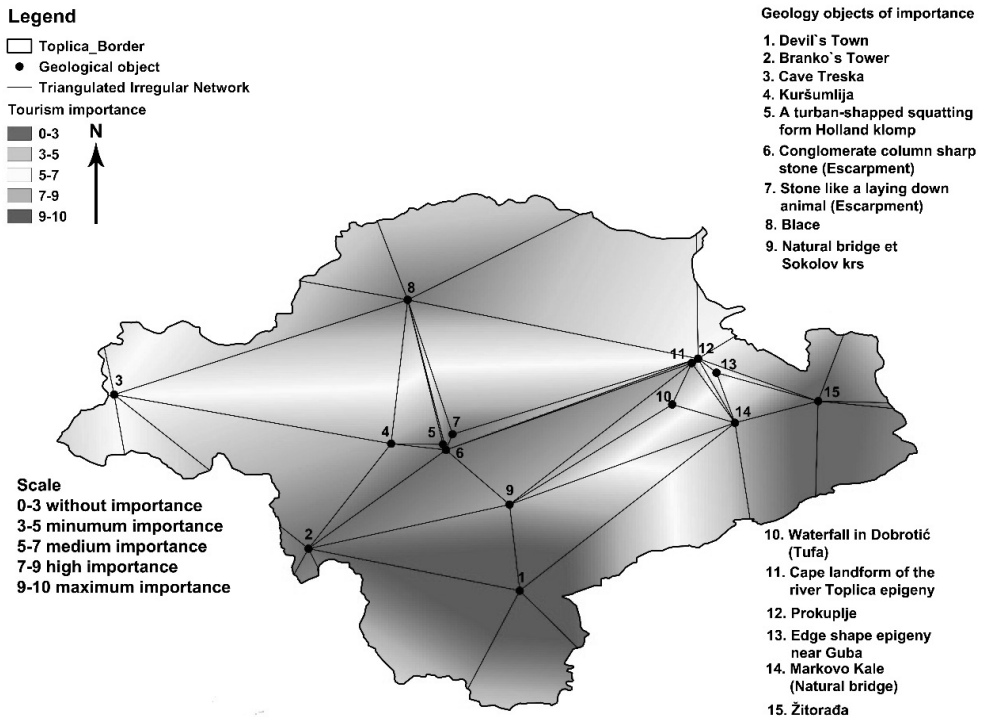 Legend
Toplica_Border
Geological object
Triangulated Irregular Network
Tourism importance
0-3
3-5
5-7
7-9
9-10
N
Geology objects of importance
1. Devil`s Town
2. Branko`s Tower
3. Cave Treska
4. Kuršumlija
5. A turban-shaped squatting
form Holland klomp
6. Conglomerate column sharp
stone (Escarpment)
7. Stone like a laying down
animal (Escarpment)
8. Blace
9. Natural bridge et
Sokolov krs
8
3
12
11
13
10
15
14
7
4
5
6
9
2
1
Scale
0-3 without importance
3-5 minumum importance
5-7 medium importance
7-9 high importance
9-10 maximum importance
10. Waterfall in Dobrotić
(Tufa)
11. Cape landform of the
river Toplica epigeny
12. Prokuplje
13. Edge shape epigeny
near Guba
14. Markovo Kale
(Natural bridge)
15. Žitorađa